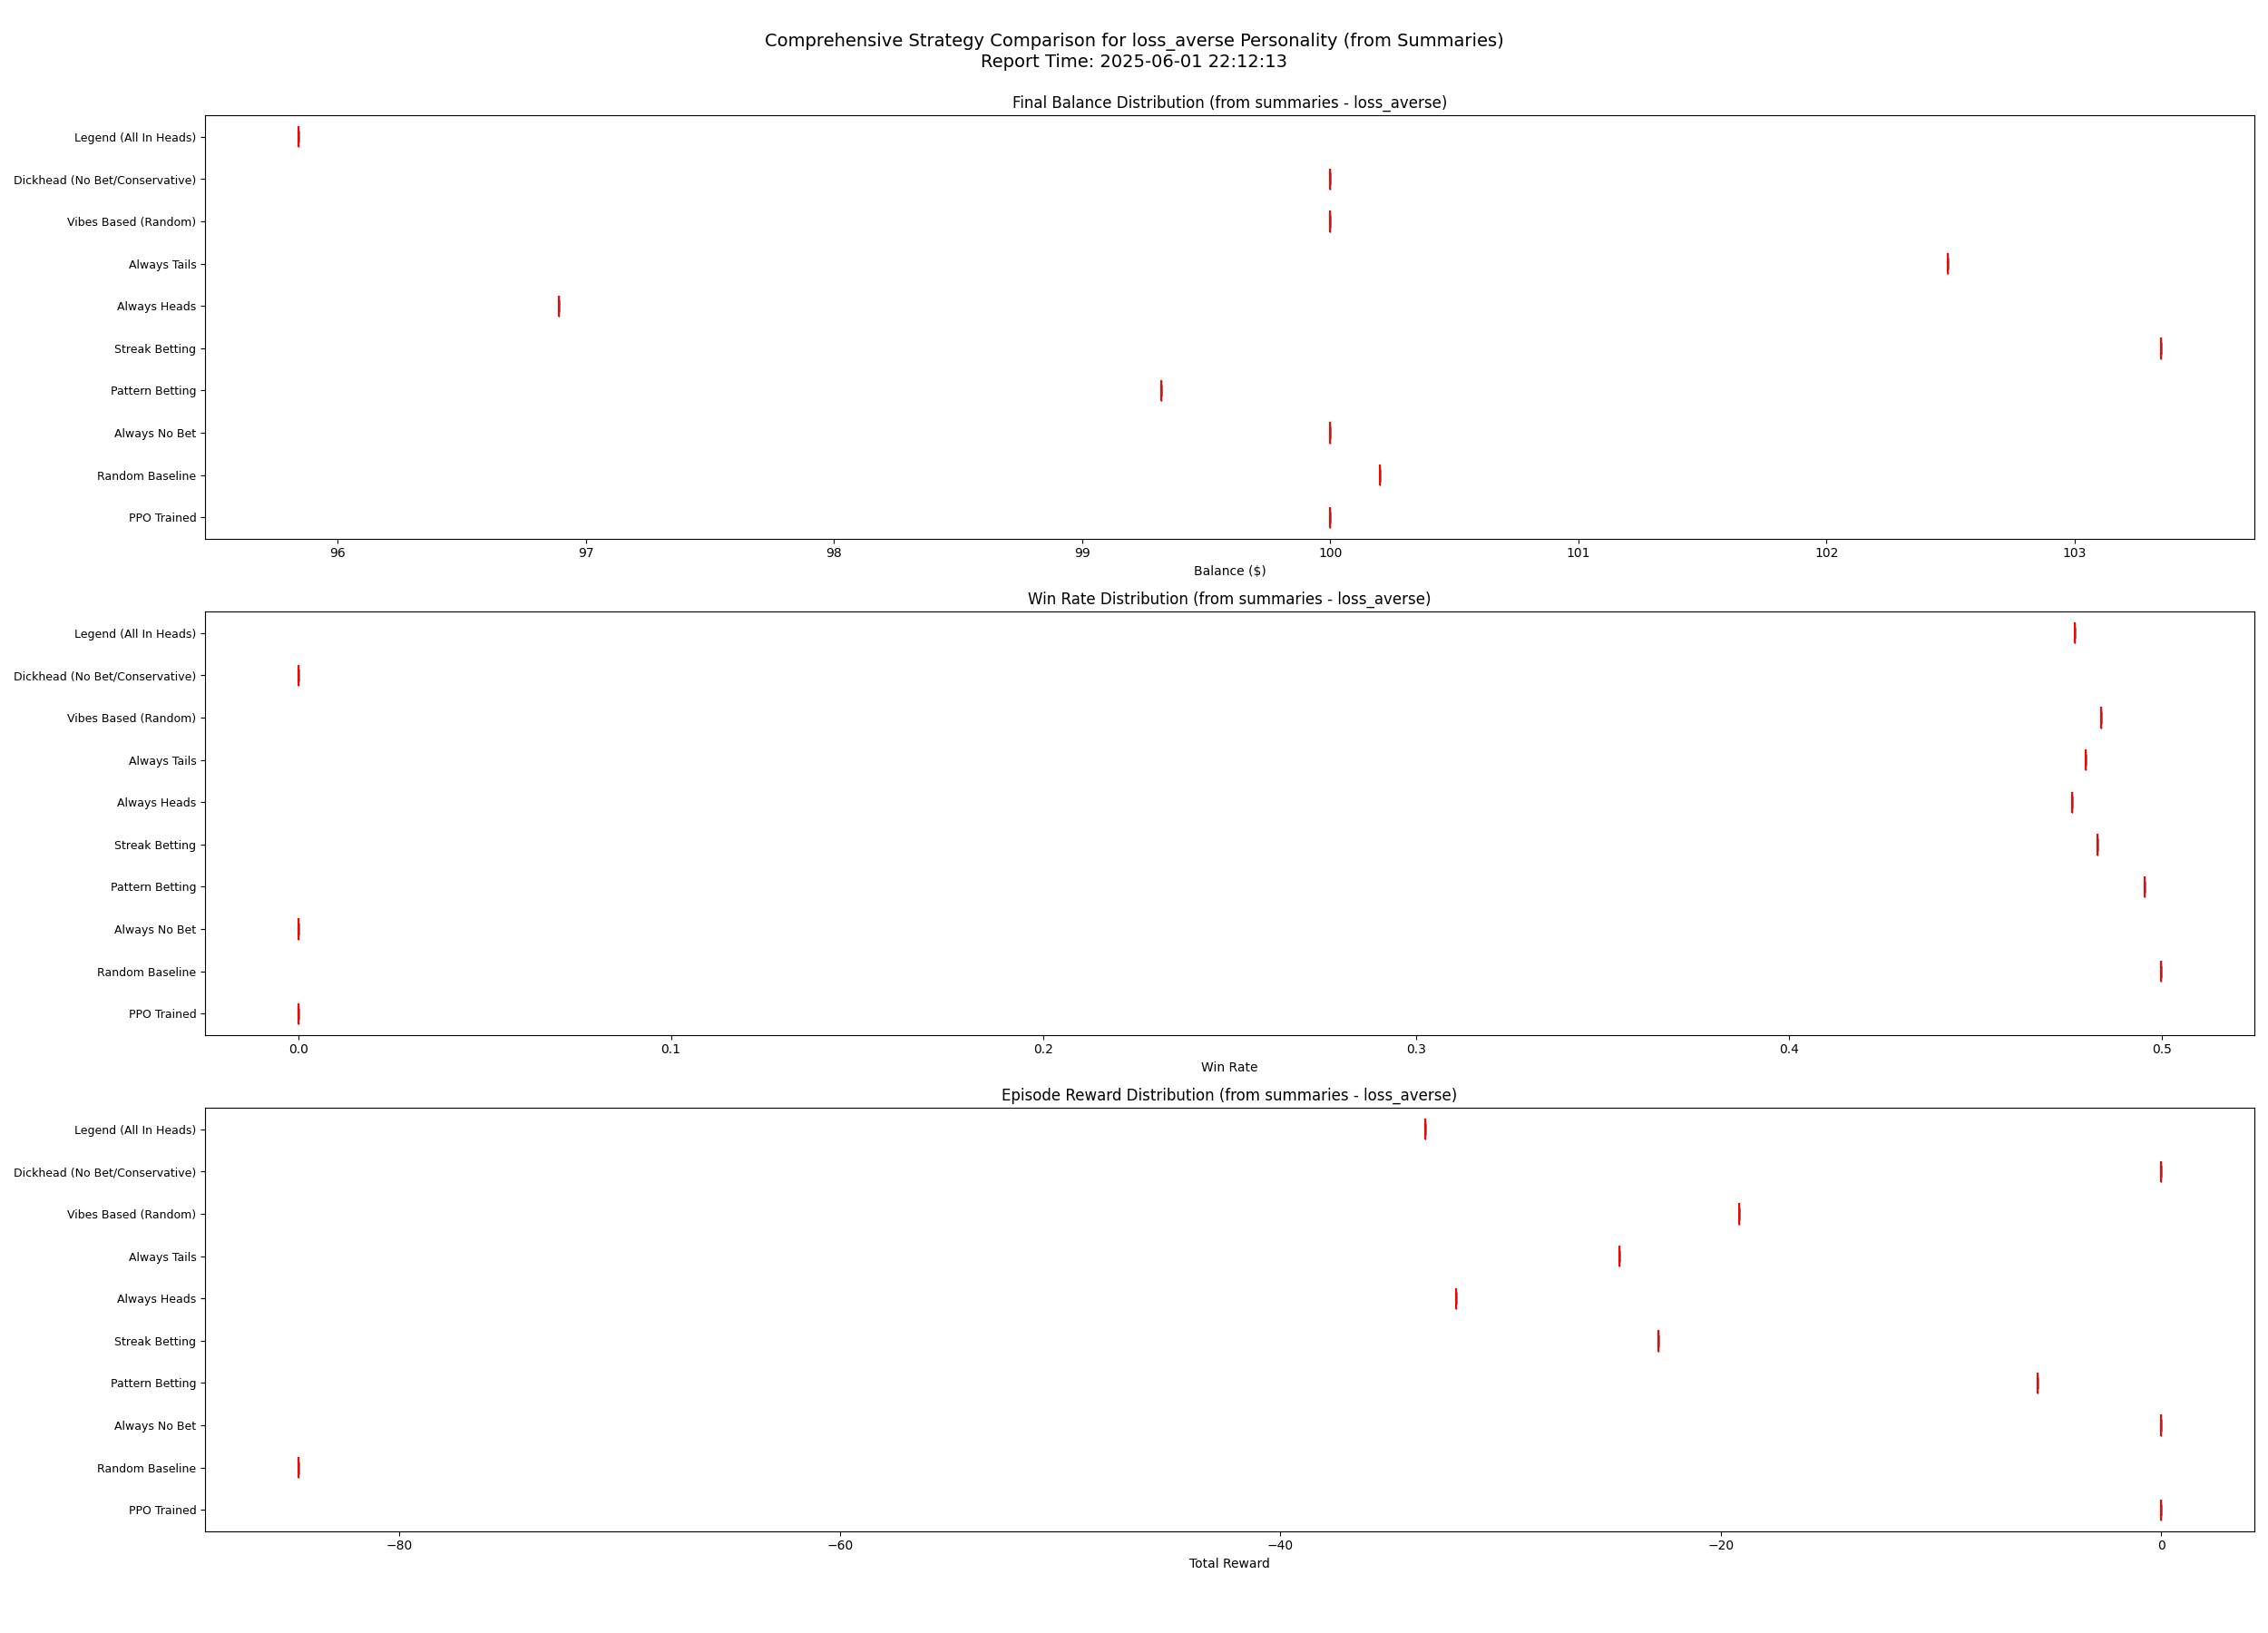 Comprehensive Strategy Comparison for loss_averse Personality (from Summaries)
Report Time: 2025-06-01 22:12:13
Final Balance Distribution (from summaries - loss_averse)
Legend (All In Heads)
Dickhead (No Bet/Conservative)
Vibes Based (Random)
Always Tails
Always Heads
Streak Betting
Pattern Betting
Always No Bet
Random Baseline
PPO Trained
96 97 98 99 100 101 102 103
Balance ($)
Win Rate Distribution (from summaries - loss_averse)
Legend (All In Heads)
Dickhead (No Bet/Conservative)
Vibes Based (Random)
Always Tails
Always Heads
Streak Betting
Pattern Betting
Always No Bet
Random Baseline
PPO Trained
0.0 0.1 0.2 0.3 0.4 0.5
Win Rate
Episode Reward Distribution (from summaries - loss_averse)
Legend (All In Heads)
Dickhead (No Bet/Conservative)
Vibes Based (Random)
Always Tails
Always Heads
Streak Betting
Pattern Betting
Always No Bet
Random Baseline
PPO Trained
−80 −60 −40 −20 0
Total Reward